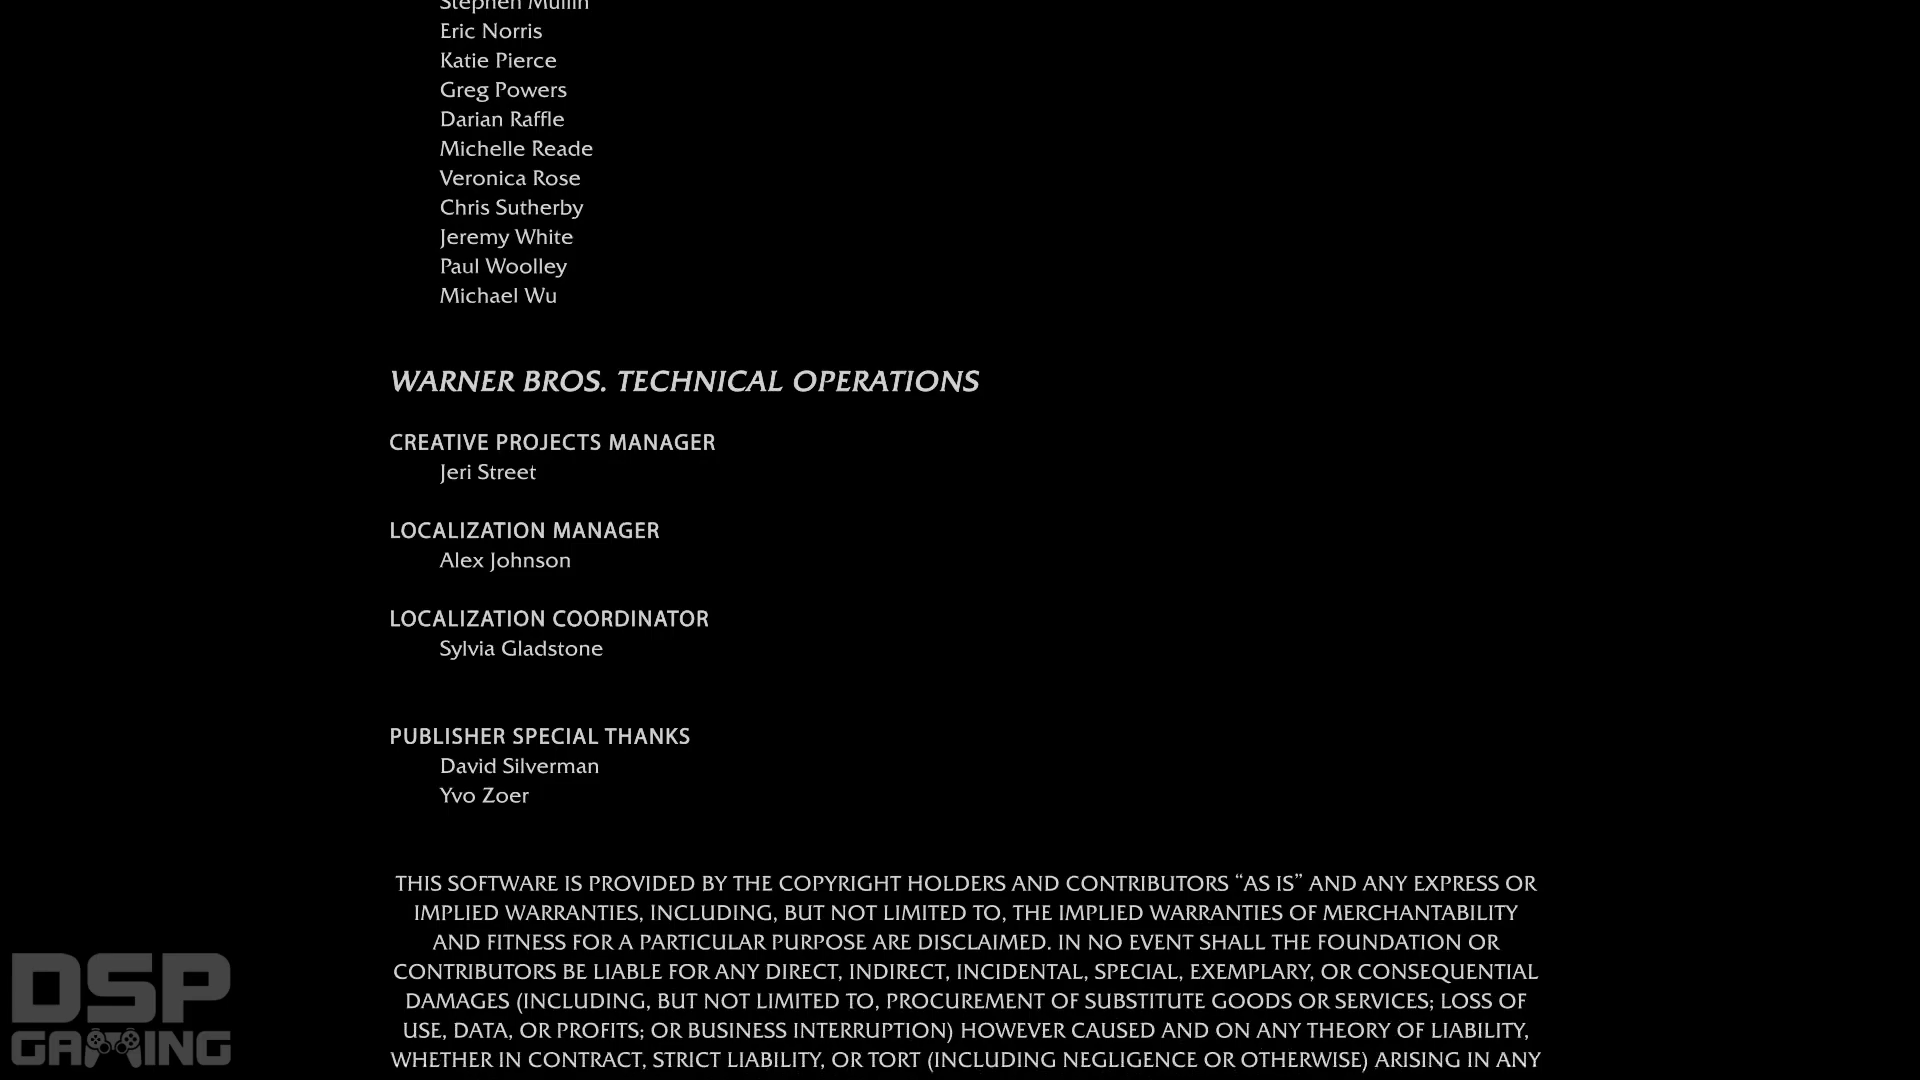 Stephen Mullin
Eric Norris
Katie Pierce
Greg Powers
Darian Raffle
Michelle Reade
Veronica Rose
Chris Sutherby
Jeremy White
Paul Woolley
Michael Wu
WARNER BROS. TECHNICAL OPERATIONS
CREATIVE PROJECTS MANAGER
Jeri Street
LOCALIZATION MANAGER
Alex Johnson
LOCALIZATION COORDINATOR
Sylvia Gladstone
PUBLISHER SPECIAL THANKS
David Silverman
Yvo Zoer
THIS SOFTWARE IS PROVIDED BY THE COPYRIGHT HOLDERS AND CONTRIBUTORS “AS IS” AND ANY EXPRESS OR
IMPLIED WARRANTIES, INCLUDING, BUT NOT LIMITED TO, THE IMPLIED WARRANTIES OF MERCHANTABILITY
AND FITNESS FOR A PARTICULAR PURPOSE ARE DISCLAIMED. IN NO EVENT SHALL THE FOUNDATION OR
CONTRIBUTORS BE LIABLE FOR ANY DIRECT, INDIRECT, INCIDENTAL, SPECIAL, EXEMPLARY, OR CONSEQUENTIAL
DAMAGES (INCLUDING, BUT NOT LIMITED TO, PROCUREMENT OF SUBSTITUTE GOODS OR SERVICES; LOSS OF
USE, DATA, OR PROFITS; OR BUSINESS INTERRUPTION) HOWEVER CAUSED AND ON ANY THEORY OF LIABILITY,
WHETHER IN CONTRACT, STRICT LIABILITY, OR TORT (INCLUDING NEGLIGENCE OR OTHERWISE) ARISING IN ANY
DSP
GAMING